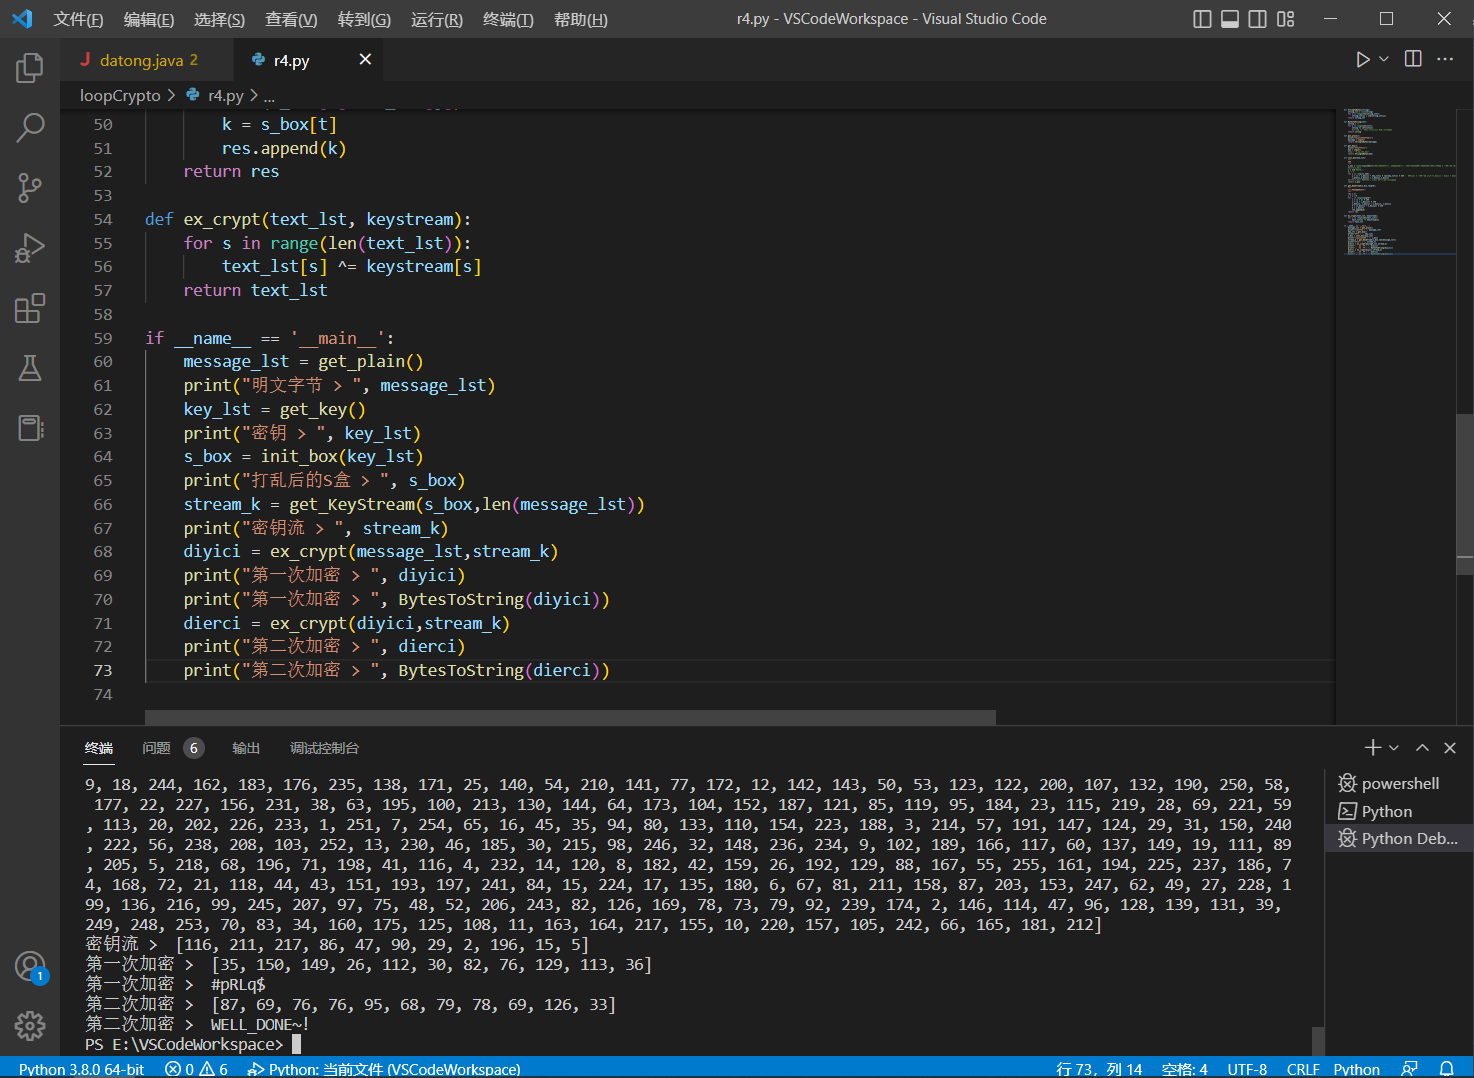 文件(F) 编辑(E) 选择(S) 查看(V) 转到(G) 运行(R) 终端(T) 帮助(H) r4.py - VSCodeWorkspace - Visual Studio Code
J datong.java 2 r4.py
loopCrypto > r4.py > ...
50 k = s_box[t]
51 res.append(k)
52 return res
53
54 def ex_crypt(text_lst, keystream):
55 for s in range(len(text_lst)):
56 text_lst[s] ^= keystream[s]
57 return text_lst
58
59 if __name__ == '__main__':
60 message_lst = get_plain()
61 print("明文字节 > ", message_lst)
62 key_lst = get_key()
63 print("密钥 > ", key_lst)
64 s_box = init_box(key_lst)
65 print("打乱后的S盒 > ", s_box)
66 stream_k = get_KeyStream(s_box,len(message_lst))
67 print("密钥流 > ", stream_k)
68 diyici = ex_crypt(message_lst,stream_k)
69 print("第一次加密 > ", diyici)
70 print("第一次加密 > ", BytesToString(diyici))
71 dierci = ex_crypt(diyici,stream_k)
72 print("第二次加密 > ", dierci)
73 print("第二次加密 > ", BytesToString(dierci))
74
终端 问题 6 输出 调试控制台
9, 18, 244, 162, 183, 176, 235, 138, 171, 25, 140, 54, 210, 141, 77, 172, 12, 142, 143, 50, 53, 123, 122, 200, 107, 132, 190, 250, 58,
177, 22, 227, 156, 231, 38, 63, 195, 100, 213, 130, 144, 64, 173, 104, 152, 187, 121, 85, 119, 95, 184, 23, 115, 219, 28, 69, 221, 59
, 113, 20, 202, 226, 233, 1, 251, 7, 254, 65, 16, 45, 35, 94, 80, 133, 110, 154, 223, 188, 3, 214, 57, 191, 147, 124, 29, 31, 150, 240
, 222, 56, 238, 208, 103, 252, 13, 230, 46, 185, 30, 215, 98, 246, 32, 148, 236, 234, 9, 102, 189, 166, 117, 60, 137, 149, 19, 111, 89
, 205, 5, 218, 68, 196, 71, 198, 41, 116, 4, 232, 14, 120, 8, 182, 42, 159, 26, 192, 129, 88, 167, 55, 255, 161, 194, 225, 237, 186, 7
4, 168, 72, 21, 118, 44, 43, 151, 193, 197, 241, 84, 15, 224, 17, 135, 180, 6, 67, 81, 211, 158, 87, 203, 153, 247, 62, 49, 27, 228, 1
99, 136, 216, 99, 245, 207, 97, 75, 48, 52, 206, 243, 82, 126, 169, 78, 73, 79, 92, 239, 174, 2, 146, 114, 47, 96, 128, 139, 131, 39,
249, 248, 253, 70, 83, 34, 160, 175, 125, 108, 11, 163, 164, 217, 155, 10, 220, 157, 105, 242, 66, 165, 181, 212]
密钥流 > [116, 211, 217, 86, 47, 90, 29, 2, 196, 15, 5]
第一次加密 > [35, 150, 149, 26, 112, 30, 82, 76, 129, 113, 36]
第一次加密 > #pRLq$
第二次加密 > [87, 69, 76, 76, 95, 68, 79, 78, 69, 126, 33]
第二次加密 > WELL_DONE~!
PS E:\VSCodeWorkspace>
powershell
Python
Python Deb...
1
Python 3.8.0 64-bit 0 6 Python: 当前文件 (VSCodeWorkspace) 行 73, 列 14 空格: 4 UTF-8 CRLF Python